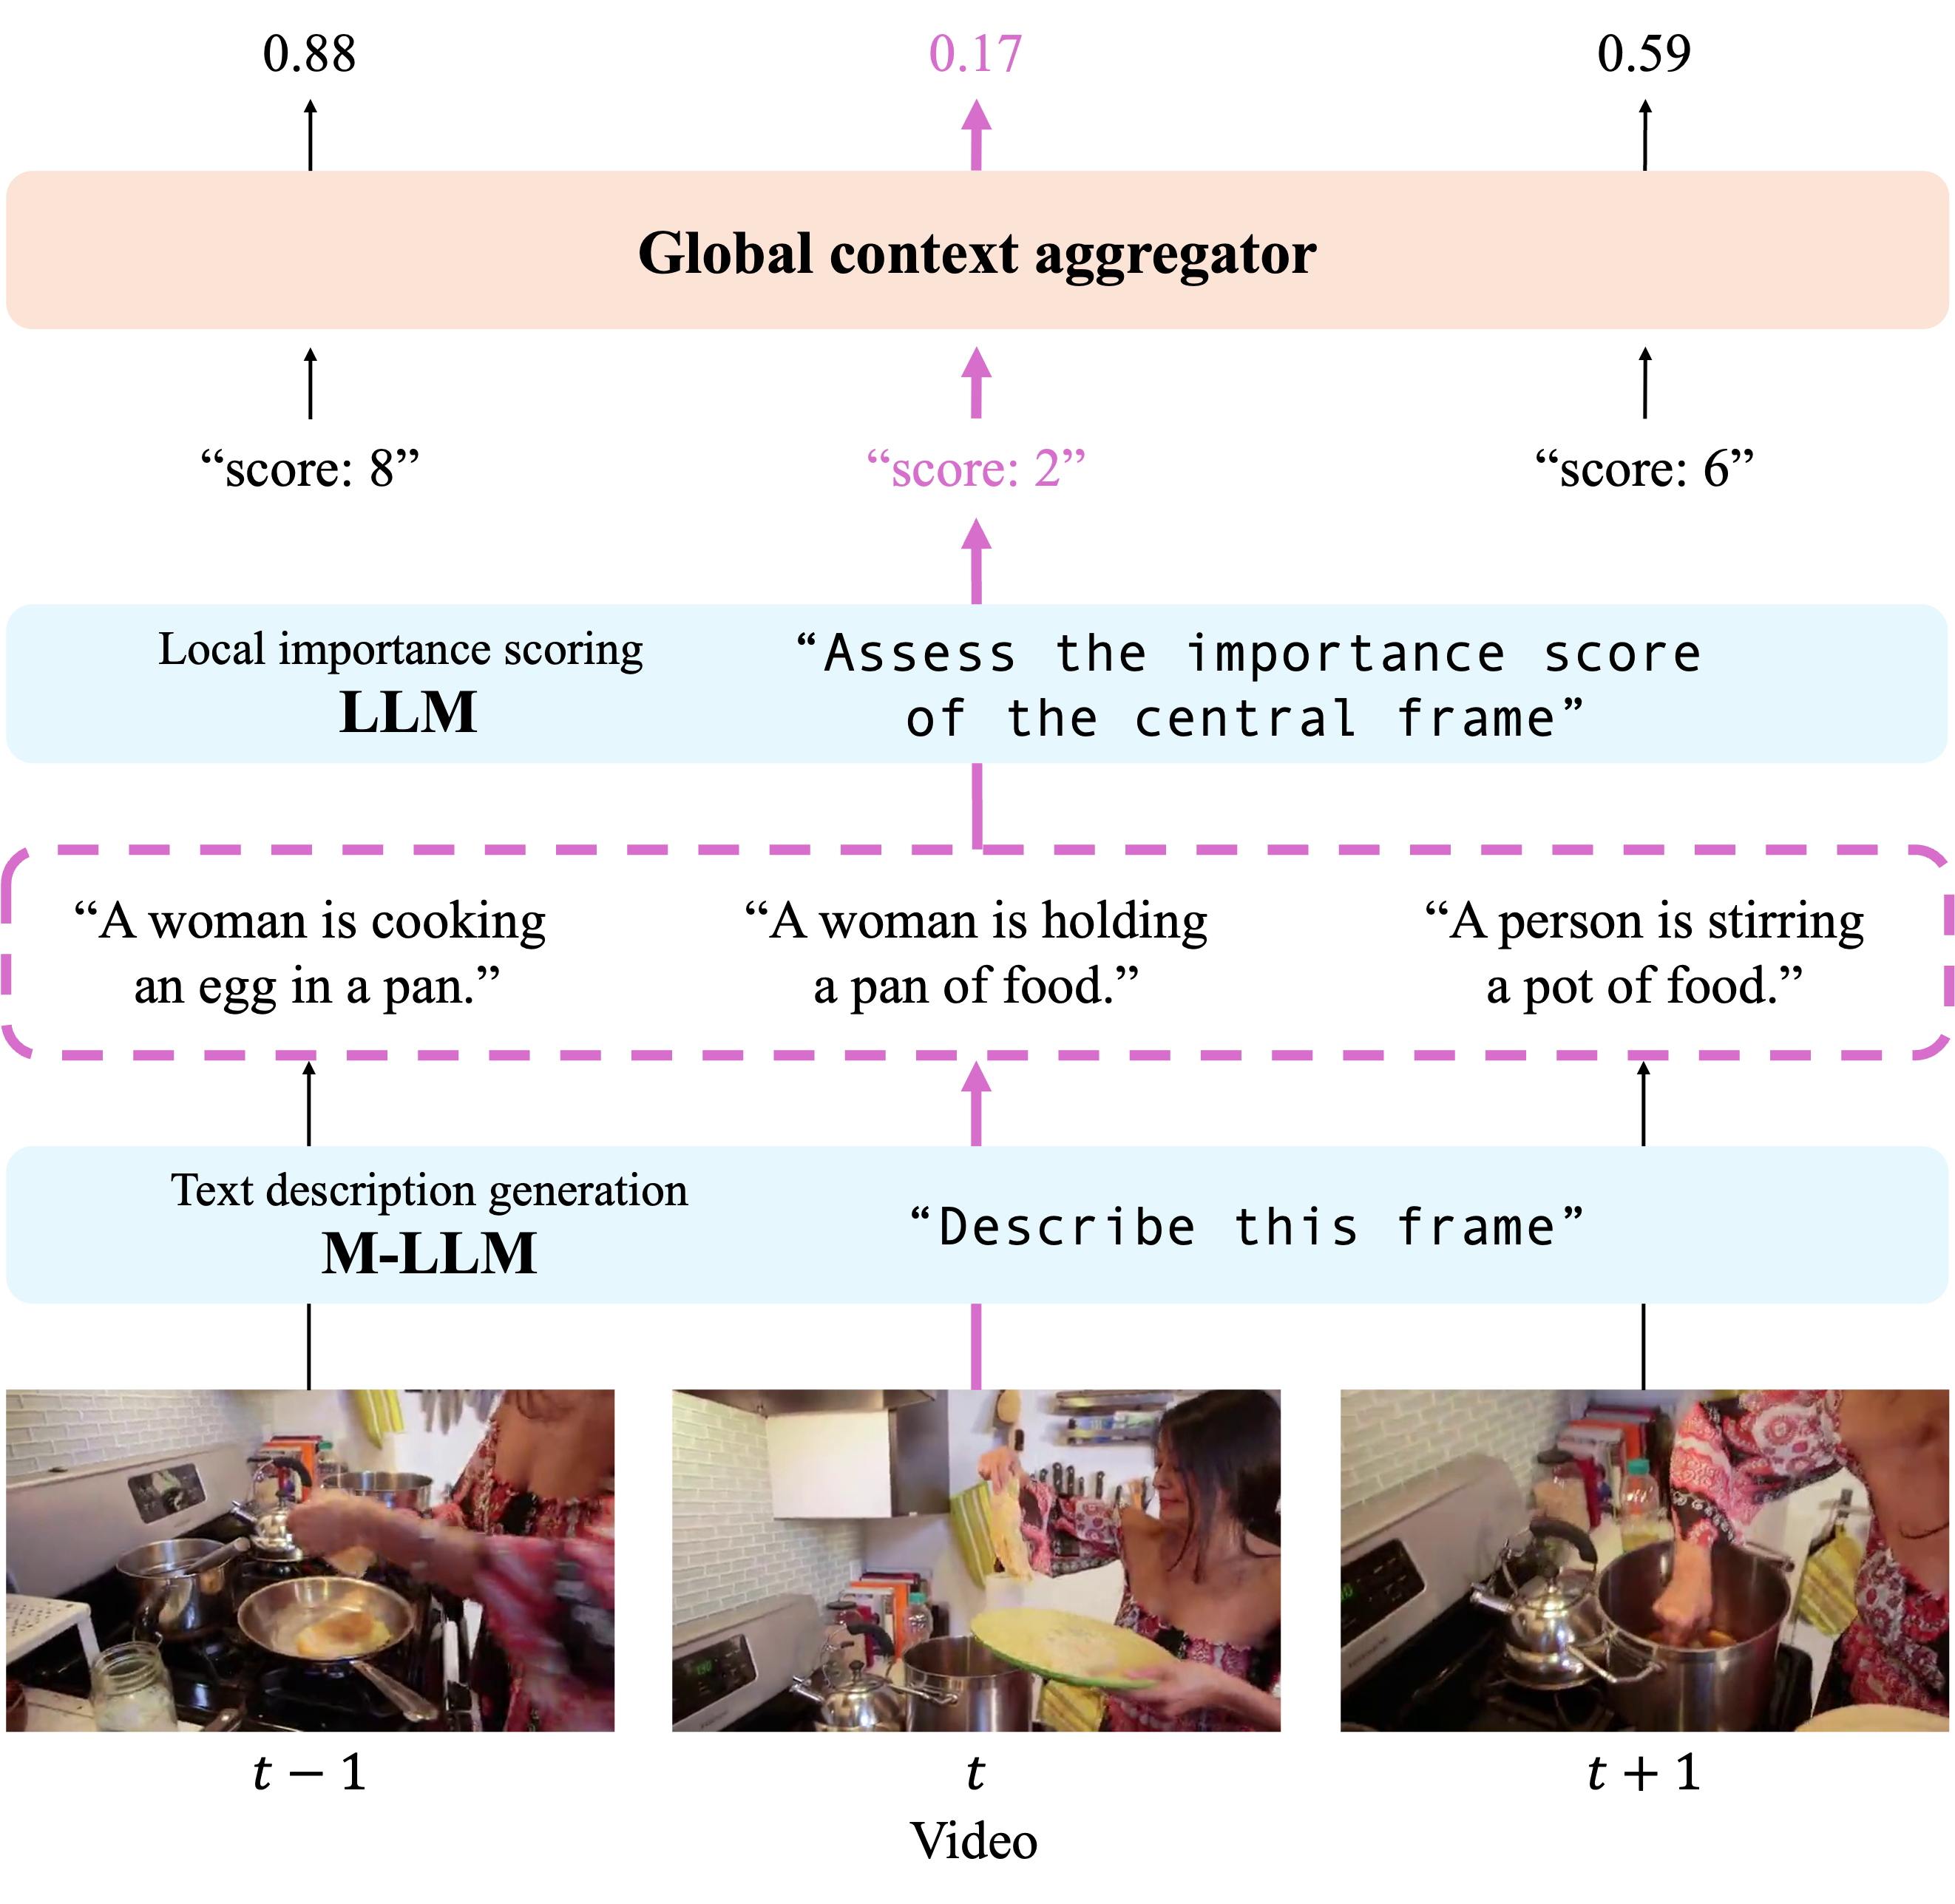 0.88 0.17 0.59
Global context aggregator
“score: 8” “score: 2” “score: 6”
Local importance scoring
LLM
“Assess the importance score
of the central frame”
“A woman is cooking
an egg in a pan.”
“A woman is holding
a pan of food.”
“A person is stirring
a pot of food.”
Text description generation
M-LLM
“Describe this frame”
t − 1 t t + 1
Video